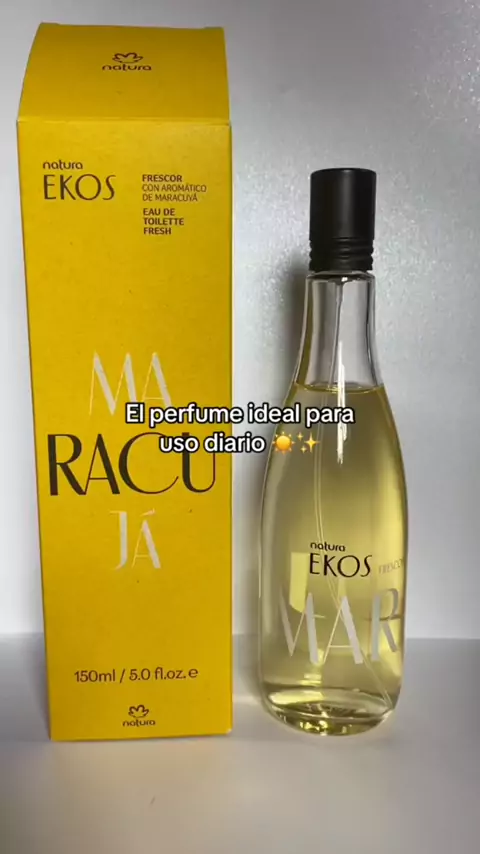 natura
natura
EKOS
FRESCOR
CON AROMÁTICO
DE MARACUYÁ
EAU DE
TOILETTE
FRESH
MA
RACU
JÁ
150ml / 5.0 fl.oz. e
natura
El perfume ideal para
uso diario ☀️✨
natura
EKOS FRESCO
MAR